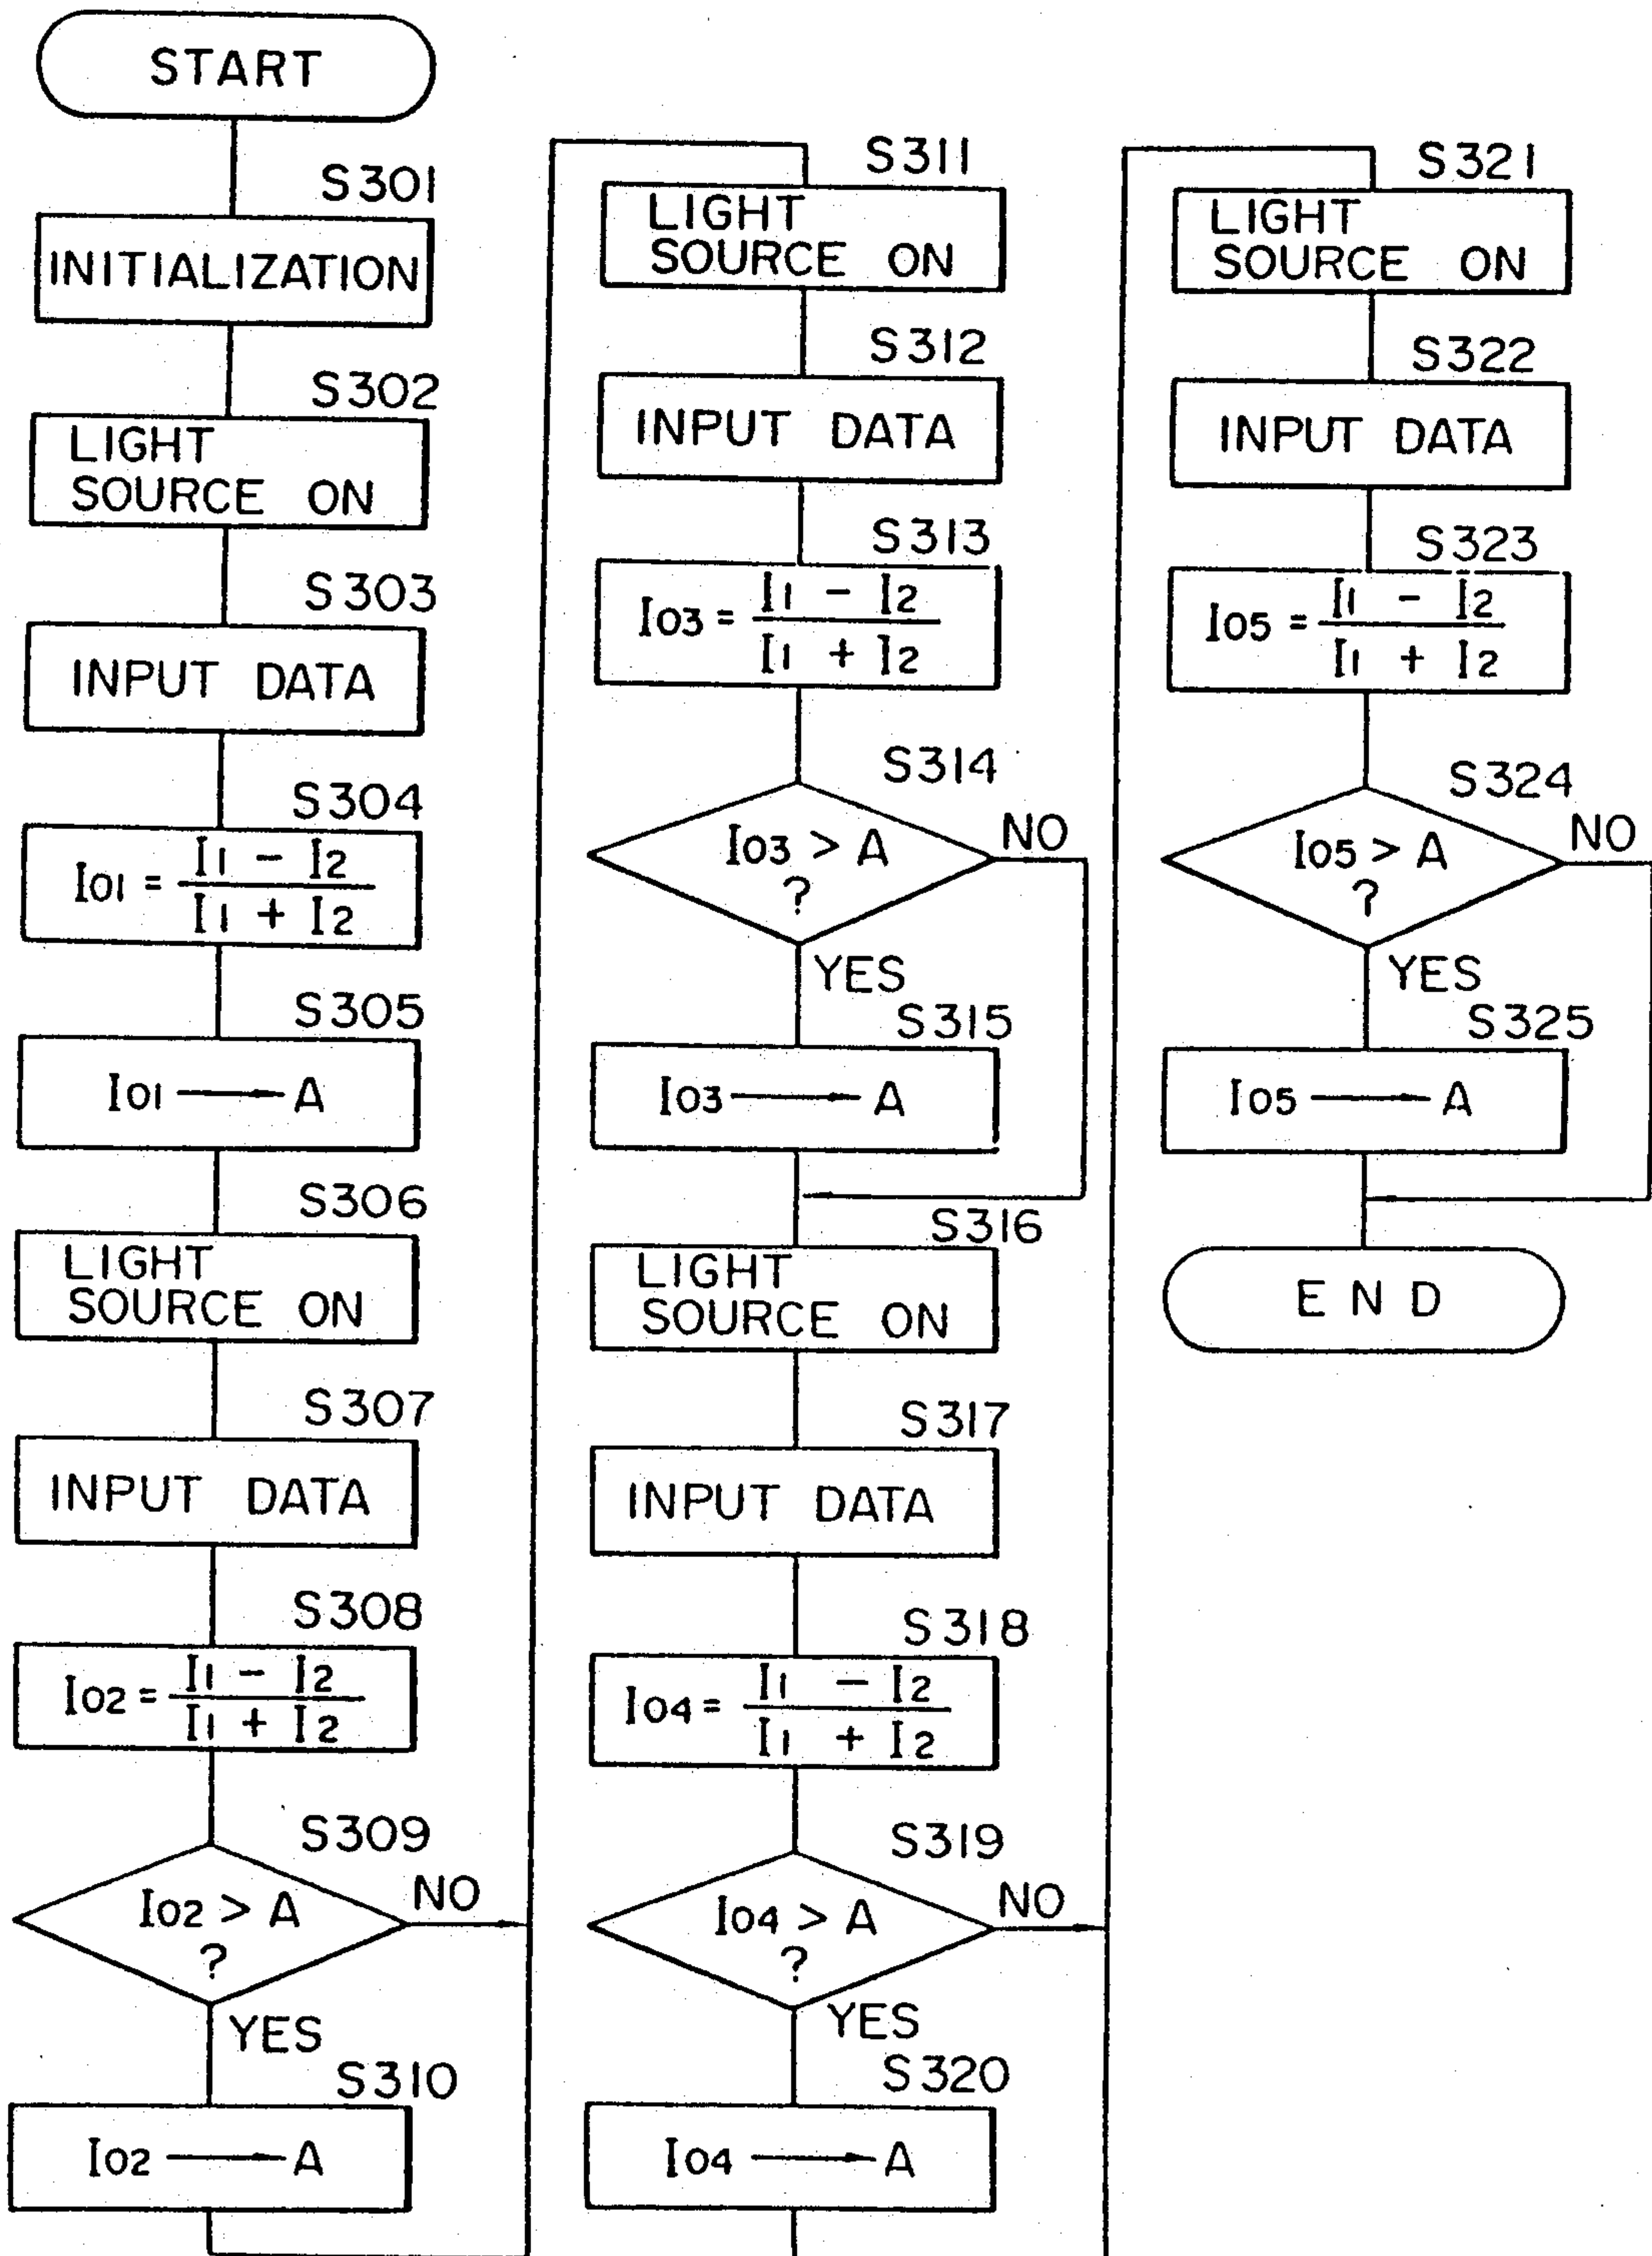 START
S301
INITIALIZATION
S302
LIGHT
SOURCE ON
S303
INPUT DATA
S304
I01 = I1 - I2 / I1 + I2
S305
I01 → A
S306
LIGHT
SOURCE ON
S307
INPUT DATA
S308
I02 = I1 - I2 / I1 + I2
S309
I02 > A
?
NO
YES
S310
I02 → A
S311
LIGHT
SOURCE ON
S312
INPUT DATA
S313
I03 = I1 - I2 / I1 + I2
S314
I03 > A
?
NO
YES
S315
I03 → A
S316
LIGHT
SOURCE ON
S317
INPUT DATA
S318
I04 = I1 - I2 / I1 + I2
S319
I04 > A
?
NO
YES
S320
I04 → A
S321
LIGHT
SOURCE ON
S322
INPUT DATA
S323
I05 = I1 - I2 / I1 + I2
S324
I05 > A
?
NO
YES
S325
I05 → A
END